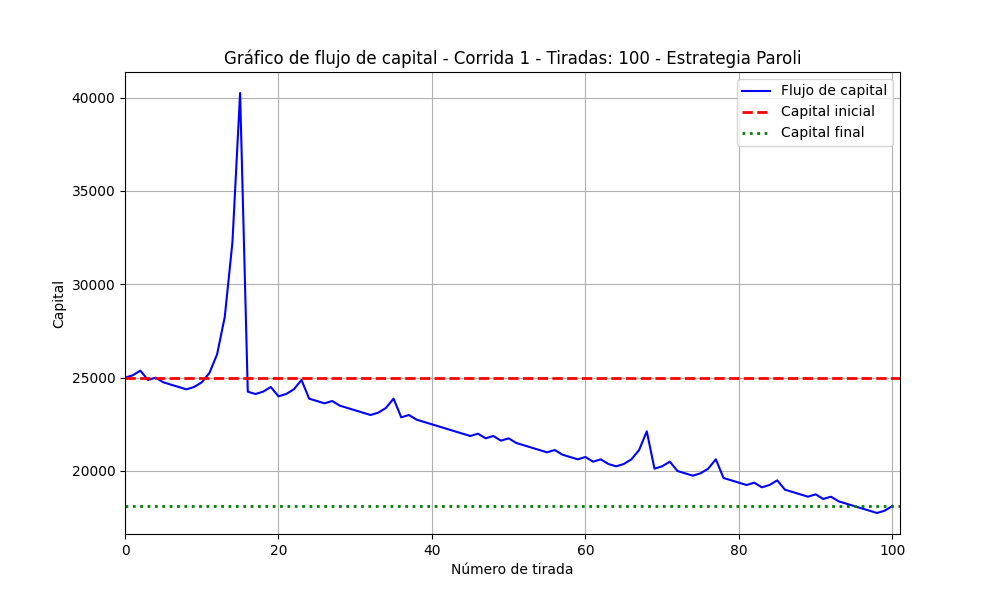 Gráfico de flujo de capital - Corrida 1 - Tiradas: 100 - Estrategia Paroli
Flujo de capital
Capital inicial
Capital final
Capital
40000
35000
30000
25000
20000
0 20 40 60 80 100
Número de tirada